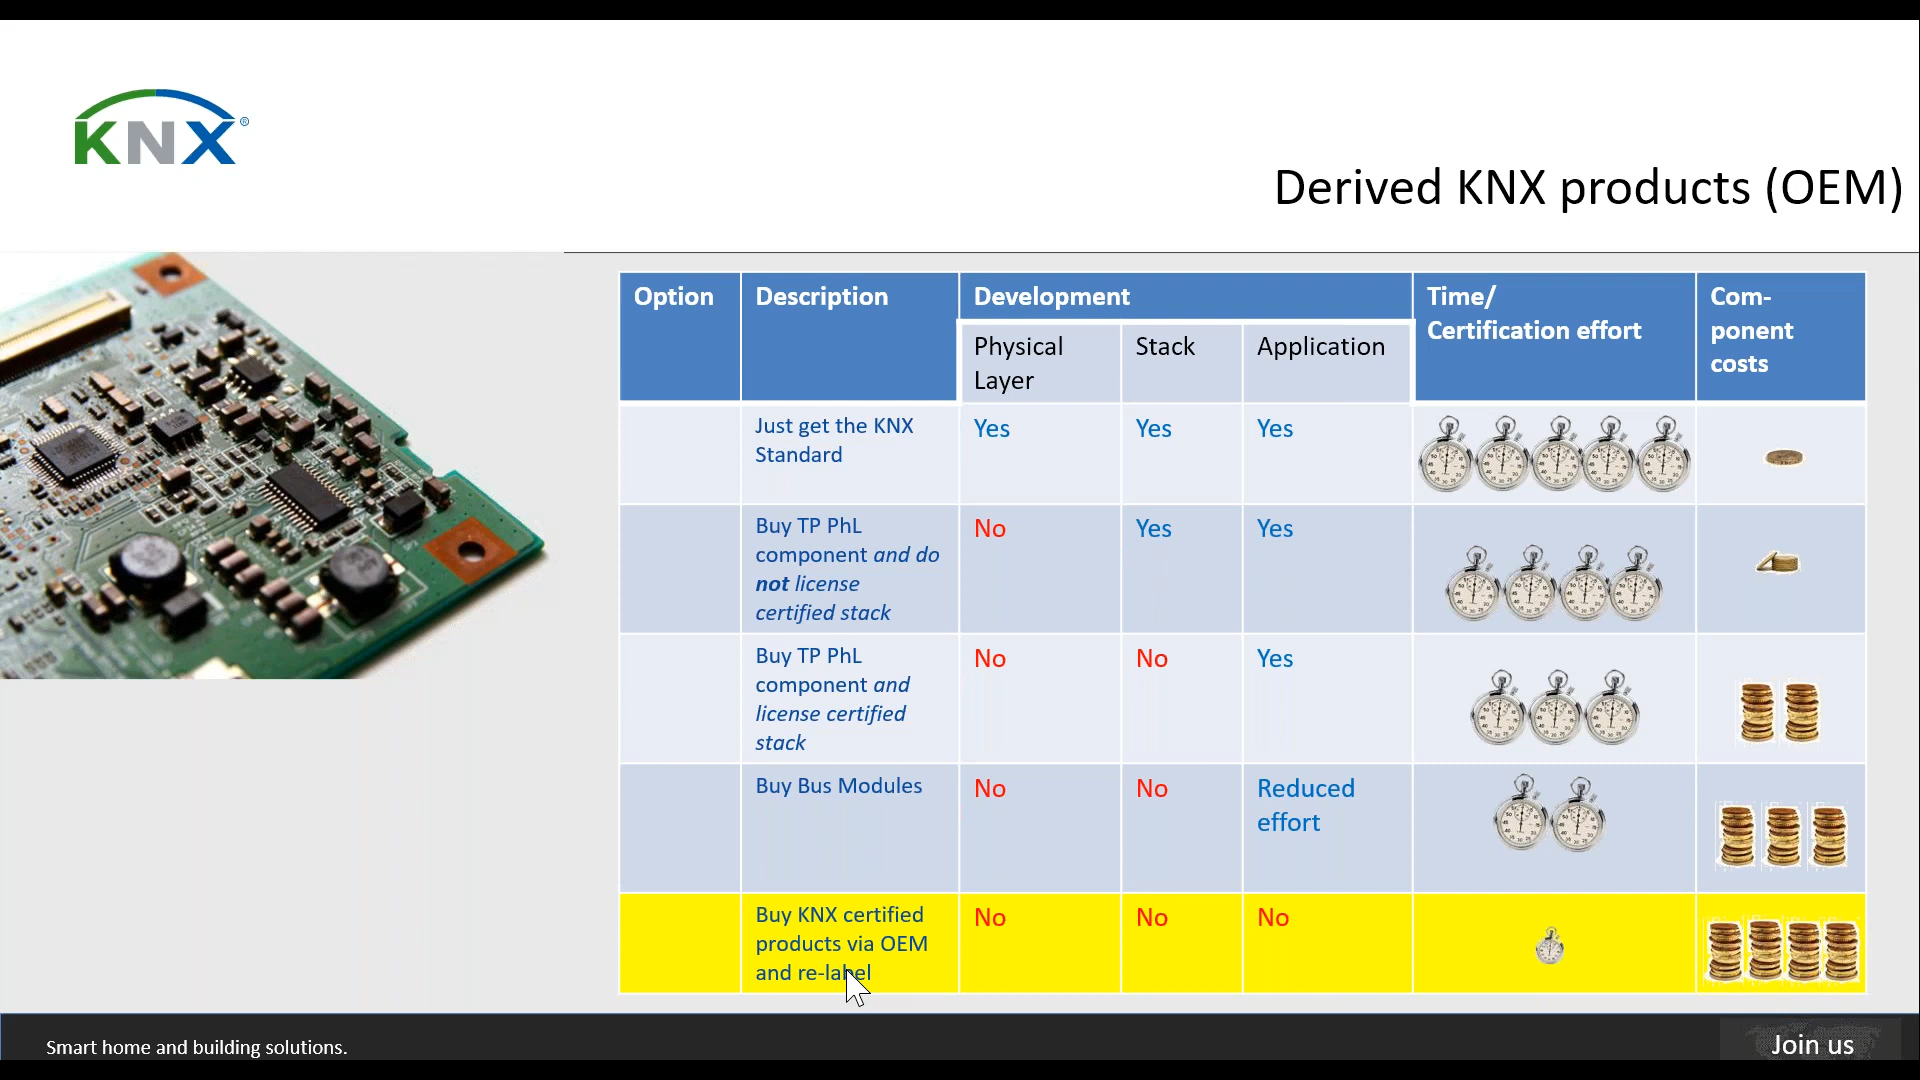 KNX®
Derived KNX products (OEM)
Option
Description
Development
Time/
Certification effort
Com-
ponent
costs
Physical
Layer
Stack
Application
Just get the KNX
Standard
Yes
Yes
Yes
Buy TP PhL
component and do
not license
certified stack
No
Yes
Yes
Buy TP PhL
component and
license certified
stack
No
No
Yes
Buy Bus Modules
No
No
Reduced
effort
Buy KNX certified
products via OEM
and re-label
No
No
No
Smart home and building solutions.
Join us